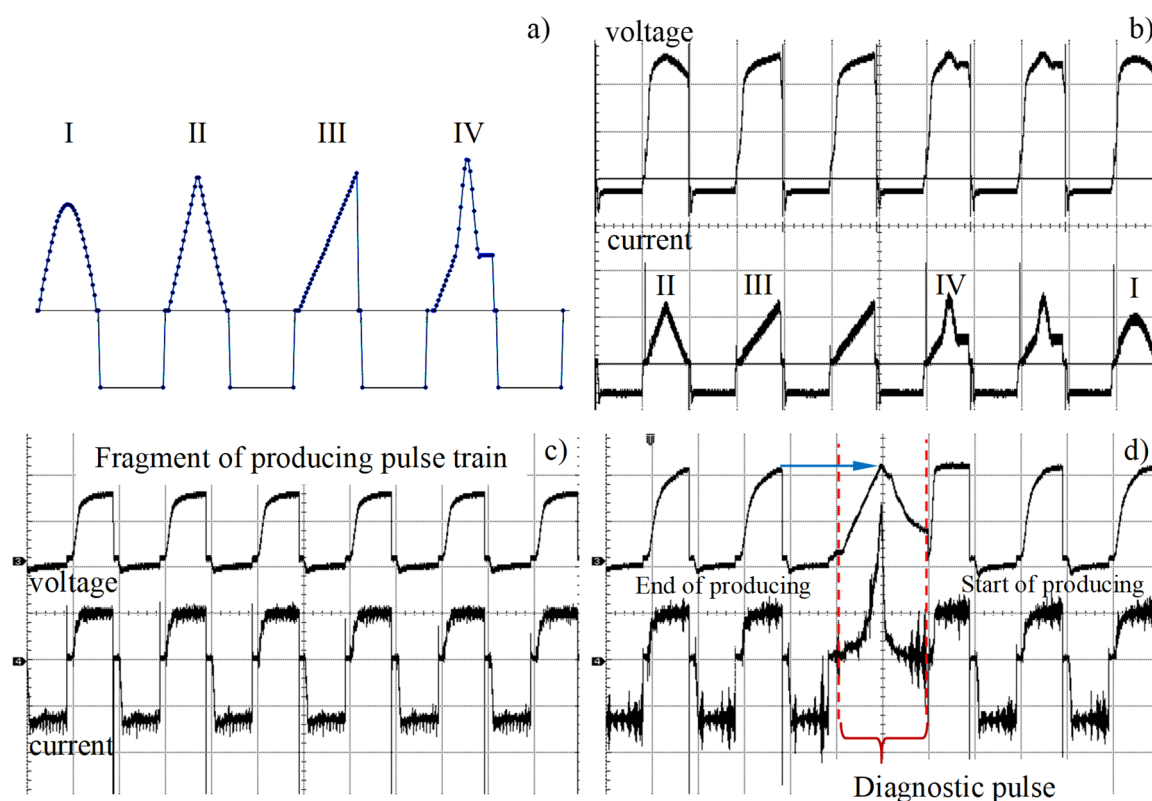 a)
I
II
III
IV
voltage
b)
current
II
III
IV
I
c)
Fragment of producing pulse train
3
voltage
4
current
d)
3
End of producing
Start of producing
4
Diagnostic pulse